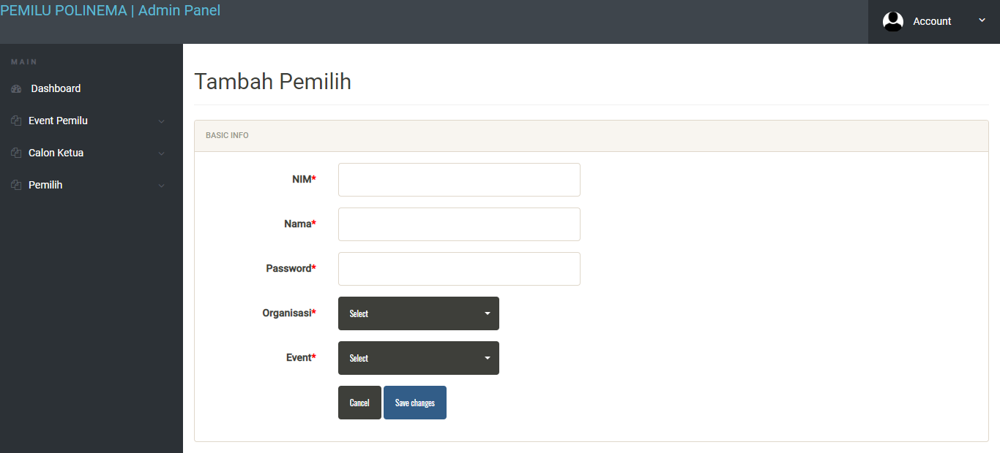 PEMILU POLINEMA | Admin Panel
Account
MAIN
Dashboard
Event Pemilu
Calon Ketua
Pemilih
Tambah Pemilih
BASIC INFO
NIM*
Nama*
Password*
Organisasi*
Select
Event*
Select
Cancel
Save changes